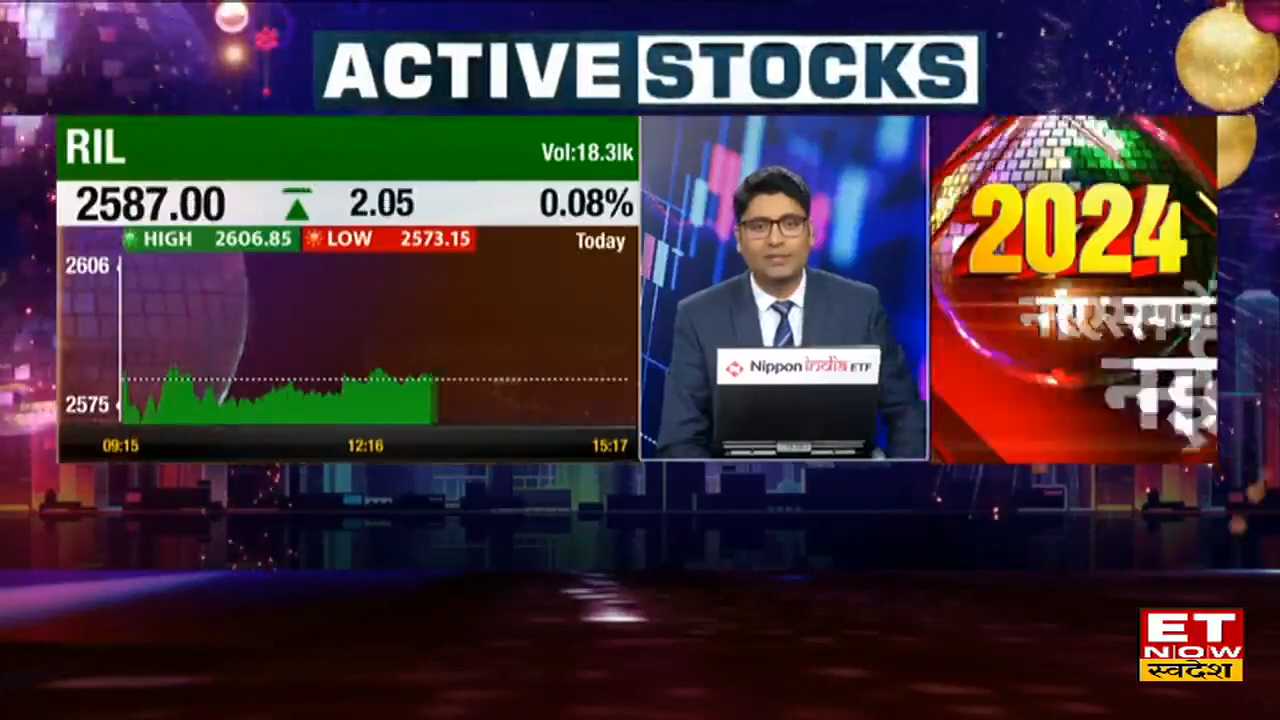 ACTIVE STOCKS
RIL
Vol:18.3lk
2587.00 2.05 0.08%
HIGH 2606.85 LOW 2573.15 Today
2606
2575
09:15 12:16 15:17
Nippon india ETF
2024
नई
ET
NOW
स्वदेश